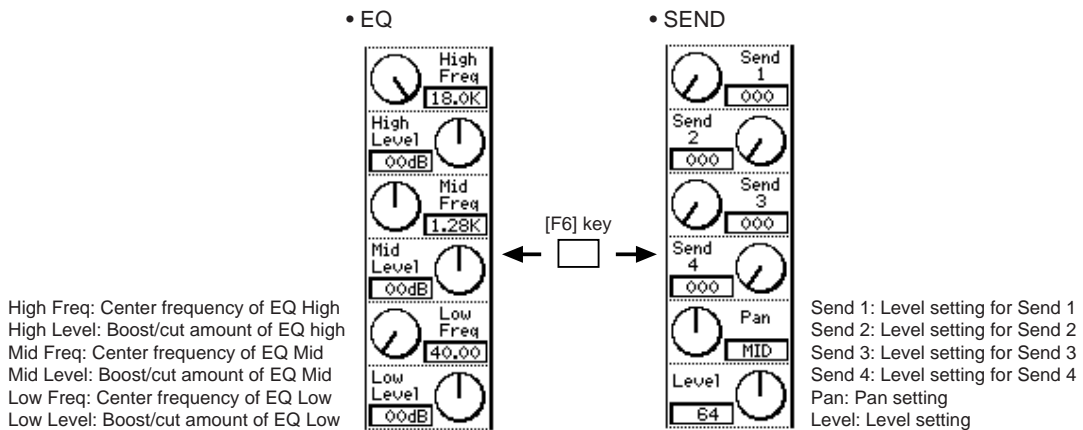 • EQ
High
Freq
18.0K
High
Level
00dB
Mid
Freq
1.28K
Mid
Level
00dB
Low
Freq
40.00
Low
Level
00dB
High Freq: Center frequency of EQ High
High Level: Boost/cut amount of EQ high
Mid Freq: Center frequency of EQ Mid
Mid Level: Boost/cut amount of EQ Mid
Low Freq: Center frequency of EQ Low
Low Level: Boost/cut amount of EQ Low
[F6] key
• SEND
Send
1
000
Send
2
000
Send
3
000
Send
4
000
Pan
MID
Level
64
Send 1: Level setting for Send 1
Send 2: Level setting for Send 2
Send 3: Level setting for Send 3
Send 4: Level setting for Send 4
Pan: Pan setting
Level: Level setting